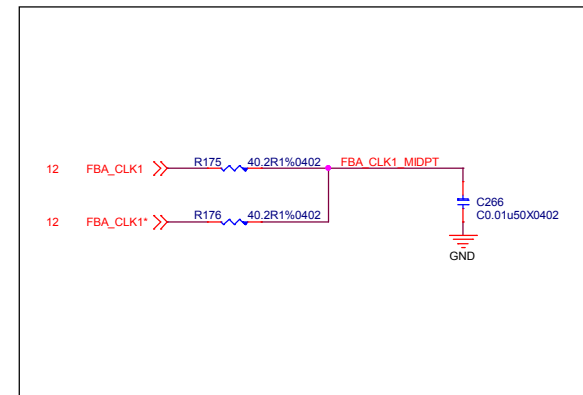 R175 40.2R1%0402 FBA_CLK1_MIDPT
12 FBA_CLK1
R176 40.2R1%0402
12 FBA_CLK1*
C266
C0.01u50X0402
GND